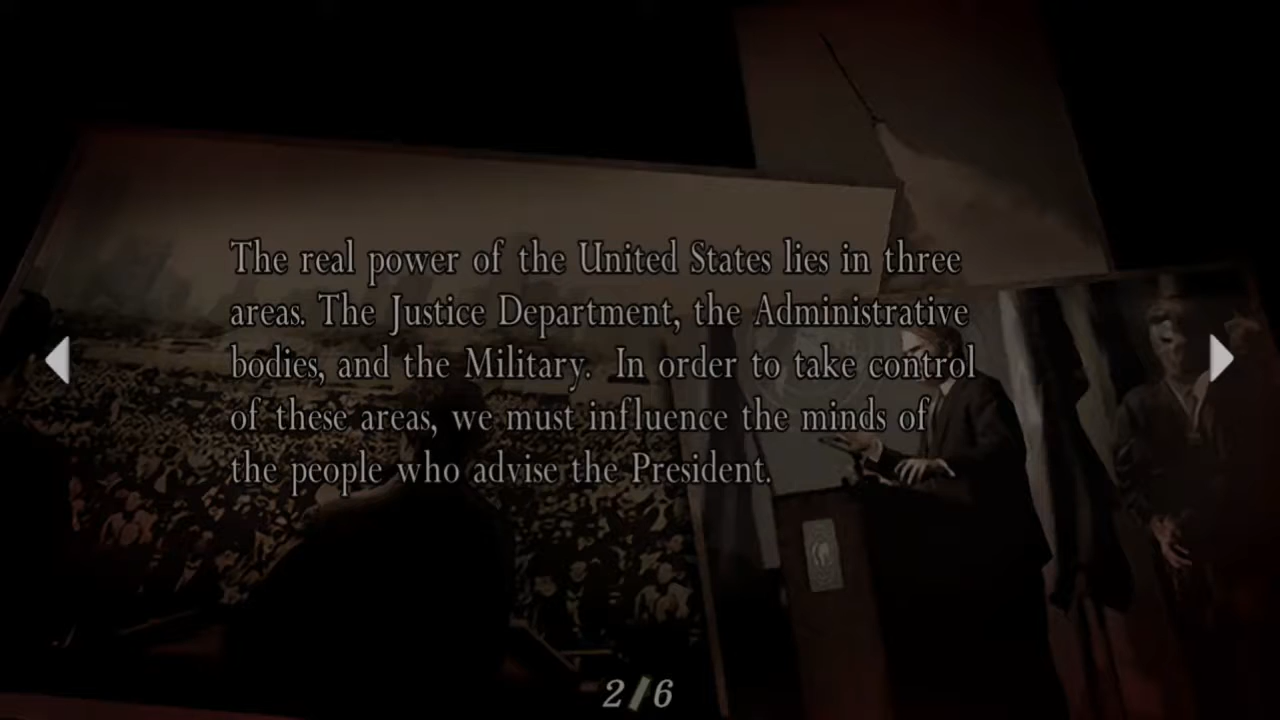 The real power of the United States lies in three
areas. The Justice Department, the Administrative
bodies, and the Military.  In order to take control
of these areas, we must influence the minds of
the people who advise the President.
2/6